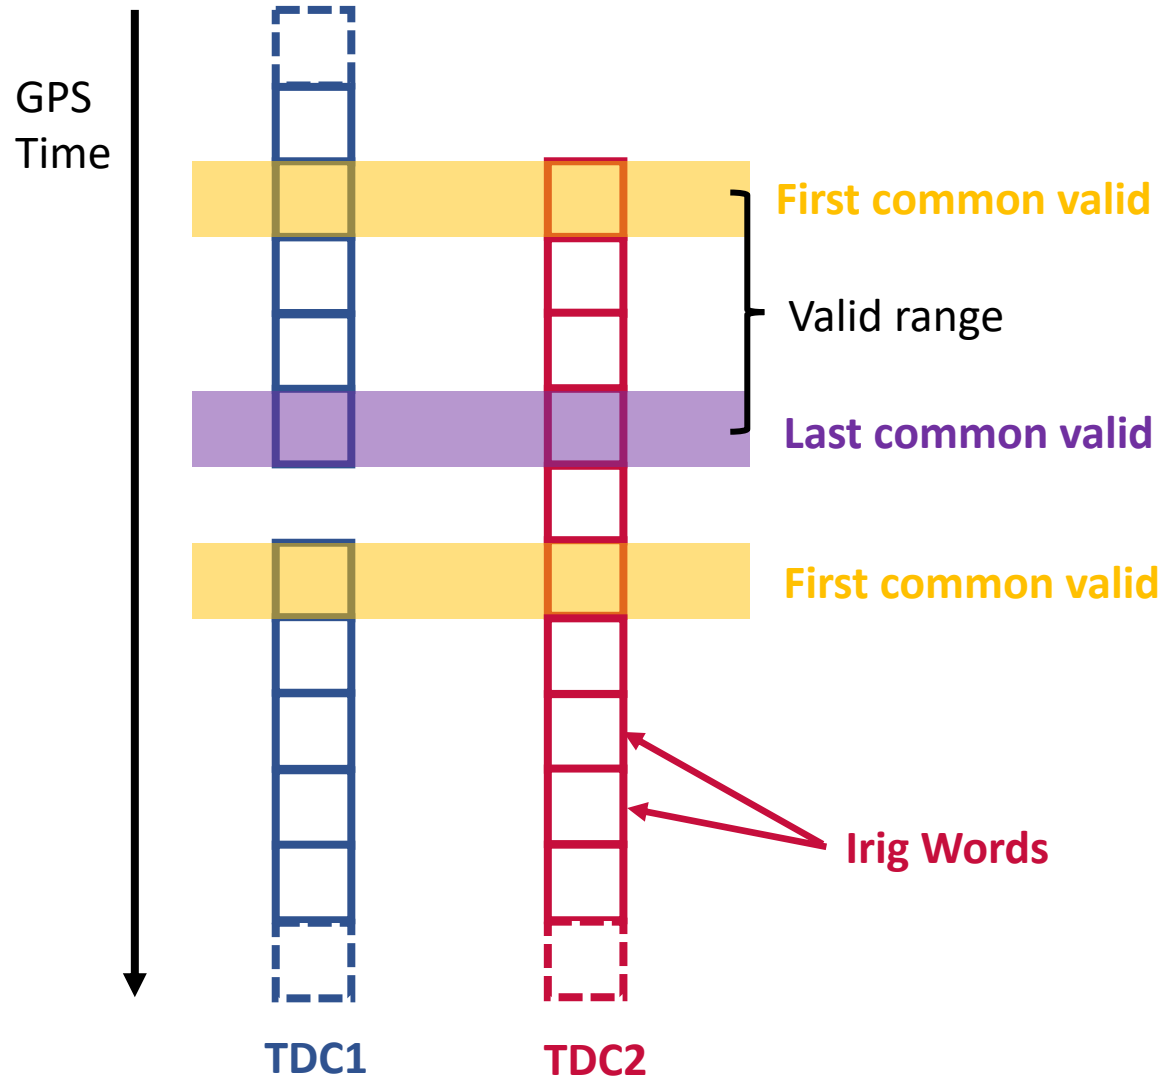 GPS
Time
First common valid
Valid range
Last common valid
First common valid
Irig Words
TDC1
TDC2